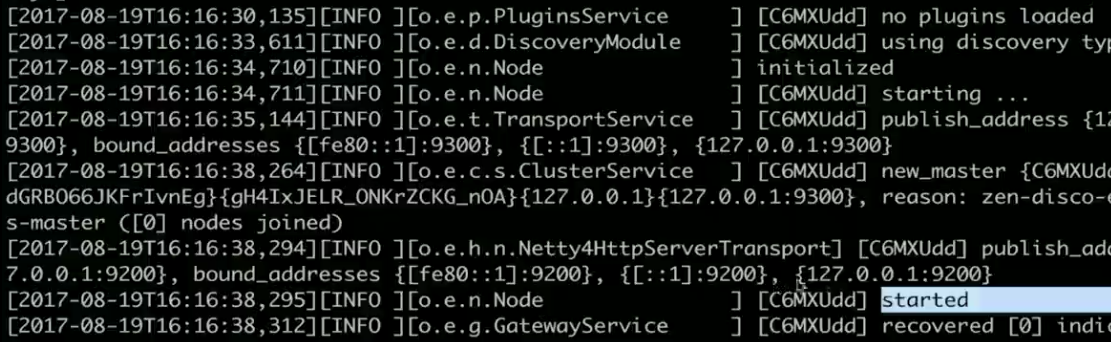 [2017-08-19T16:16:30,135][INFO ][o.e.p.PluginsService     ] [C6MXUdd] no plugins loaded
[2017-08-19T16:16:33,611][INFO ][o.e.d.DiscoveryModule    ] [C6MXUdd] using discovery typ
[2017-08-19T16:16:34,710][INFO ][o.e.n.Node               ] initialized
[2017-08-19T16:16:34,711][INFO ][o.e.n.Node               ] [C6MXUdd] starting ...
[2017-08-19T16:16:35,144][INFO ][o.e.t.TransportService   ] [C6MXUdd] publish_address {12
9300}, bound_addresses {[fe80::1]:9300}, {[::1]:9300}, {127.0.0.1:9300}
[2017-08-19T16:16:38,264][INFO ][o.e.c.s.ClusterService   ] [C6MXUdd] new_master {C6MXUdd
dGRBO66JKFrIvnEg}{gH4IxJELR_ONKrZCKG_nOA}{127.0.0.1}{127.0.0.1:9300}, reason: zen-disco-e
s-master ([0] nodes joined)
[2017-08-19T16:16:38,294][INFO ][o.e.h.n.Netty4HttpServerTransport] [C6MXUdd] publish_add
7.0.0.1:9200}, bound_addresses {[fe80::1]:9200}, {[::1]:9200}, {127.0.0.1:9200}
[2017-08-19T16:16:38,295][INFO ][o.e.n.Node               ] [C6MXUdd] started
[2017-08-19T16:16:38,312][INFO ][o.e.g.GatewayService     ] [C6MXUdd] recovered [0] indic